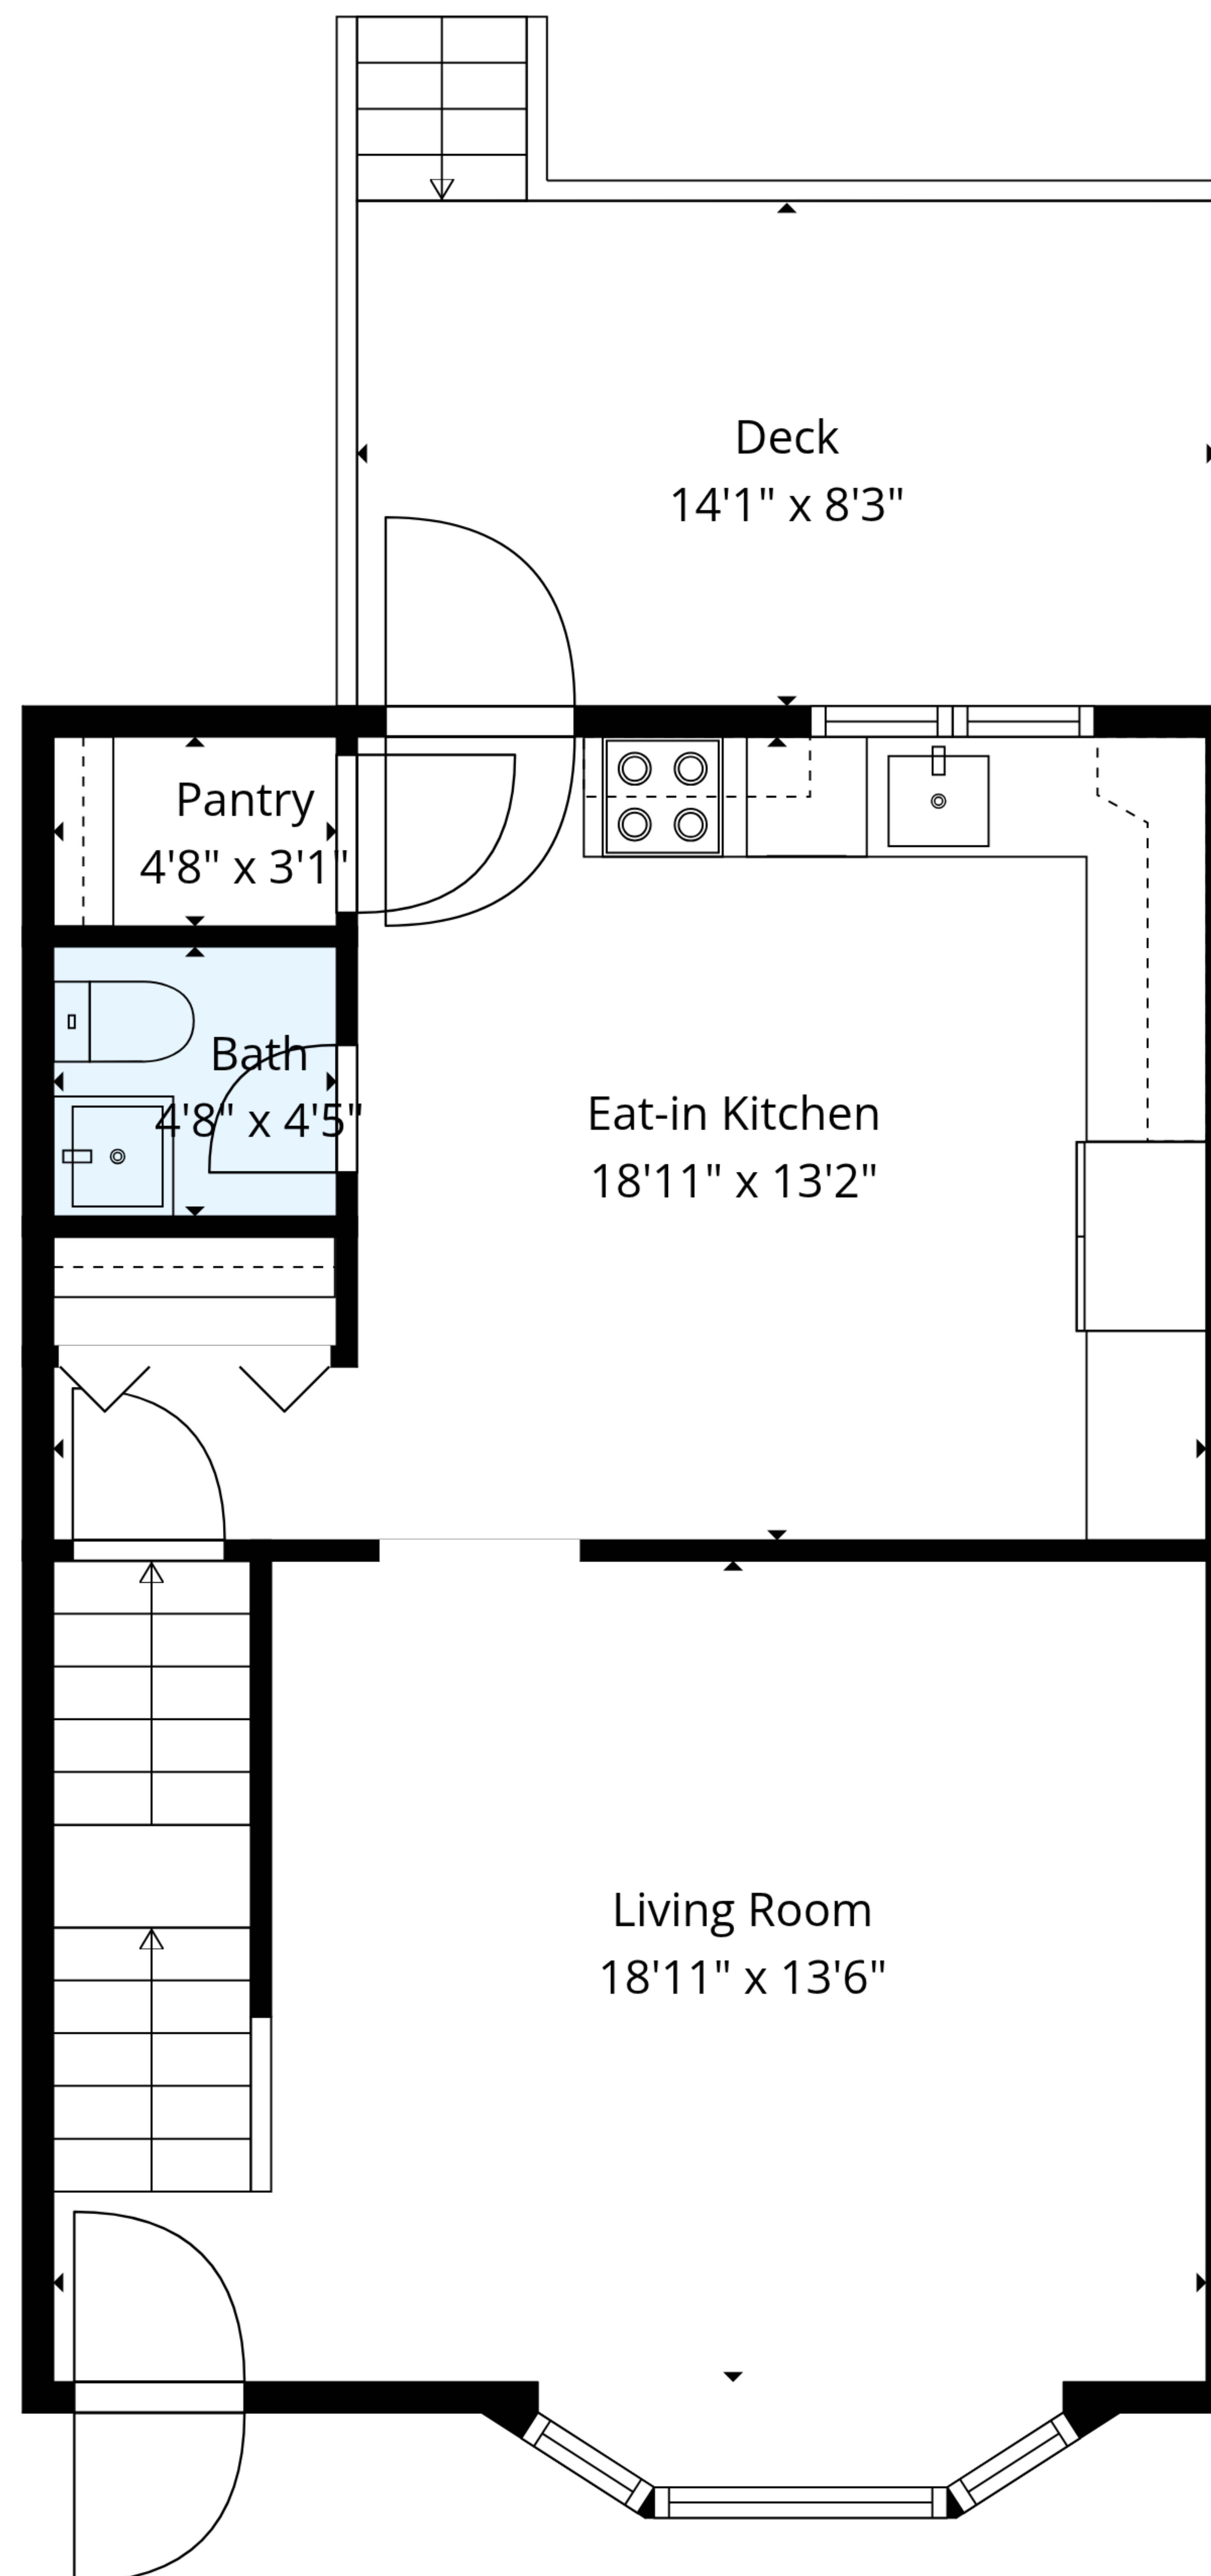 Deck
14'1" x 8'3"
Pantry
4'8" x 3'1"
Bath
4'8" x 4'5"
Eat-in Kitchen
18'11" x 13'2"
Living Room
18'11" x 13'6"